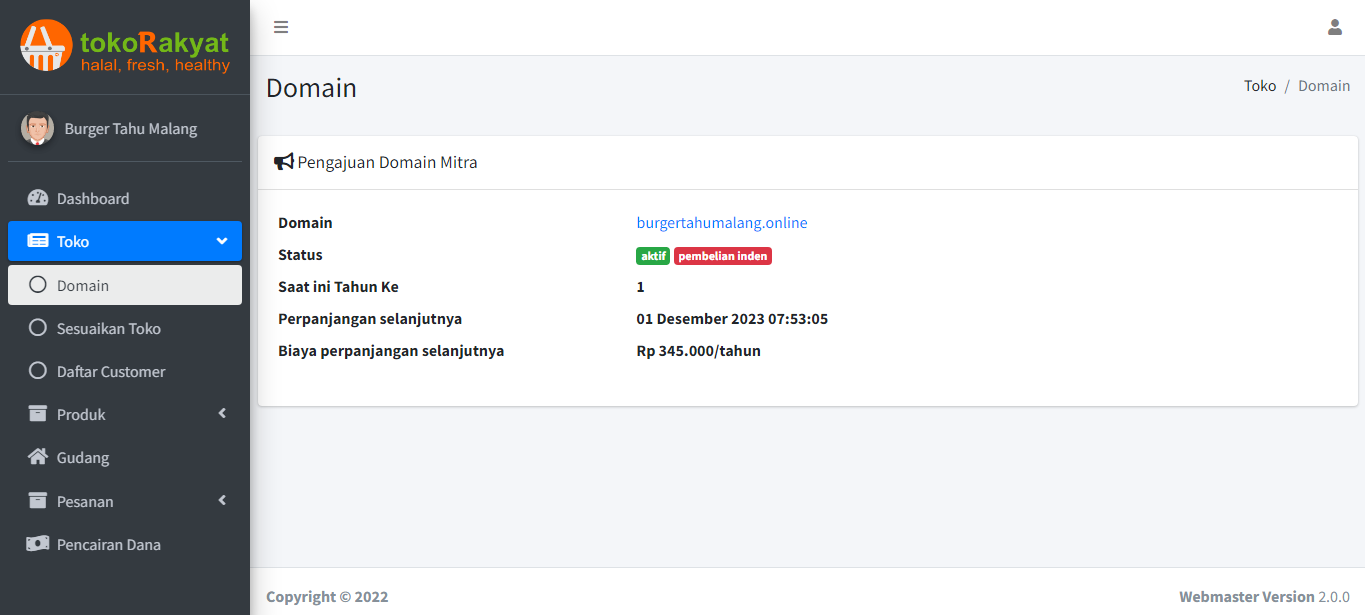 tokoRakyat
halal, fresh, healthy
Burger Tahu Malang
Dashboard
Toko
Domain
Sesuaikan Toko
Daftar Customer
Produk
Gudang
Pesanan
Pencairan Dana
Domain
Toko / Domain
Pengajuan Domain Mitra
Domain burgertahumalang.online
Status aktif pembelian inden
Saat ini Tahun Ke 1
Perpanjangan selanjutnya 01 Desember 2023 07:53:05
Biaya perpanjangan selanjutnya Rp 345.000/tahun
Copyright © 2022
Webmaster Version 2.0.0